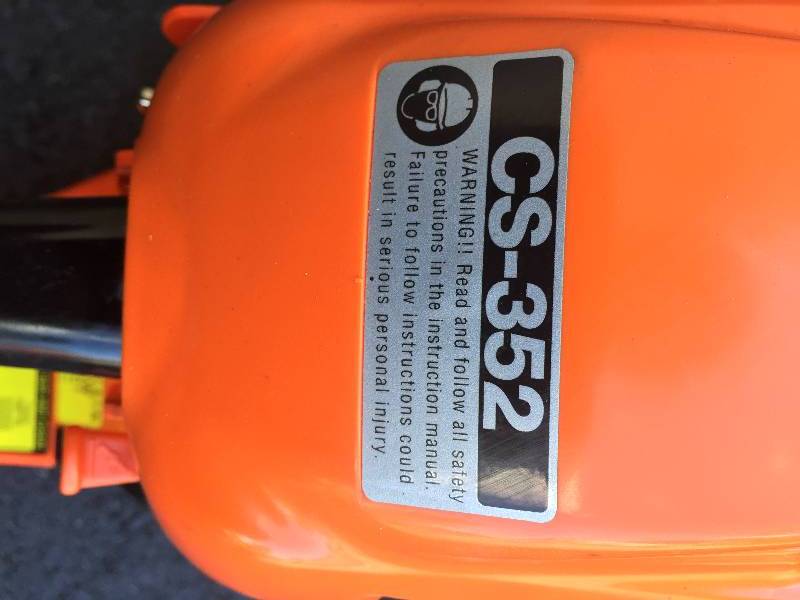 CS-352
WARNING!! Read and follow all safety
precautions in the instruction manual.
Failure to follow instructions could
result in serious personal injury.